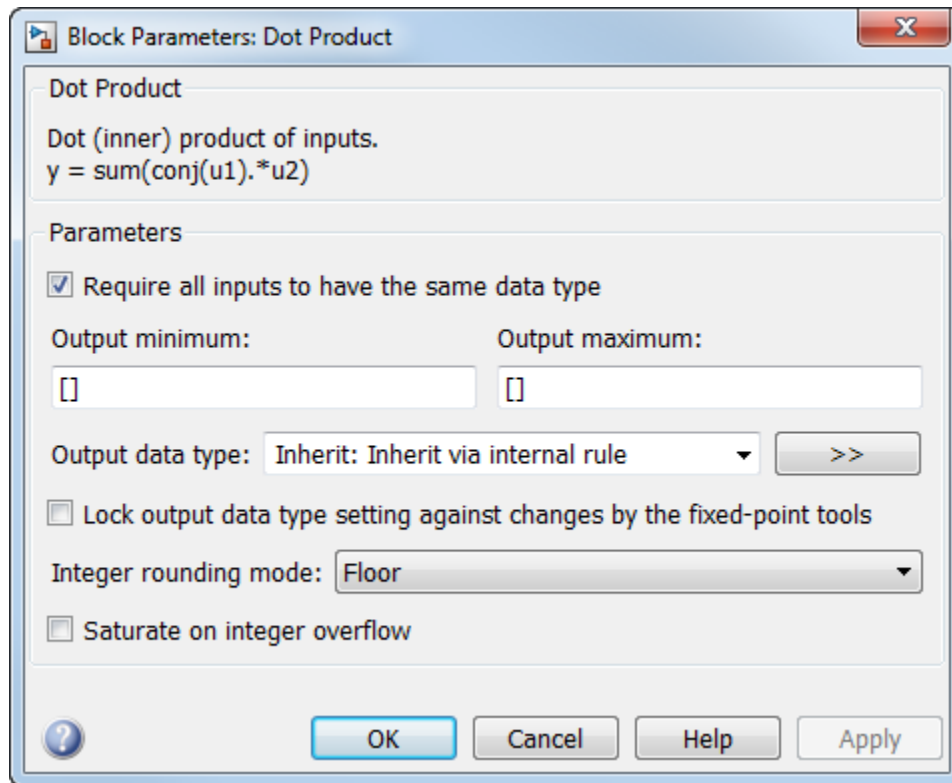 Block Parameters: Dot Product
Dot Product
Dot (inner) product of inputs.
y = sum(conj(u1).*u2)
Parameters
Require all inputs to have the same data type
Output minimum: Output maximum:
[] []
Output data type: Inherit: Inherit via internal rule >>
Lock output data type setting against changes by the fixed-point tools
Integer rounding mode: Floor
Saturate on integer overflow
? OK Cancel Help Apply